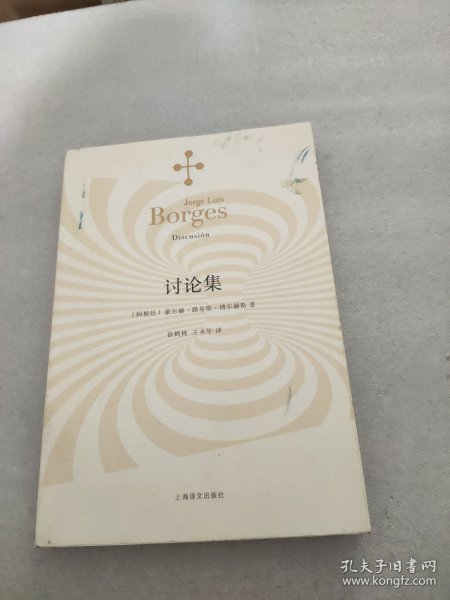 Jorge Luis
Borges
Discusión
讨论集
[阿根廷] 豪尔赫·路易斯·博尔赫斯 著
徐鹤林 王永年 译
上海译文出版社
孔夫子旧书网
www.kongfz.com